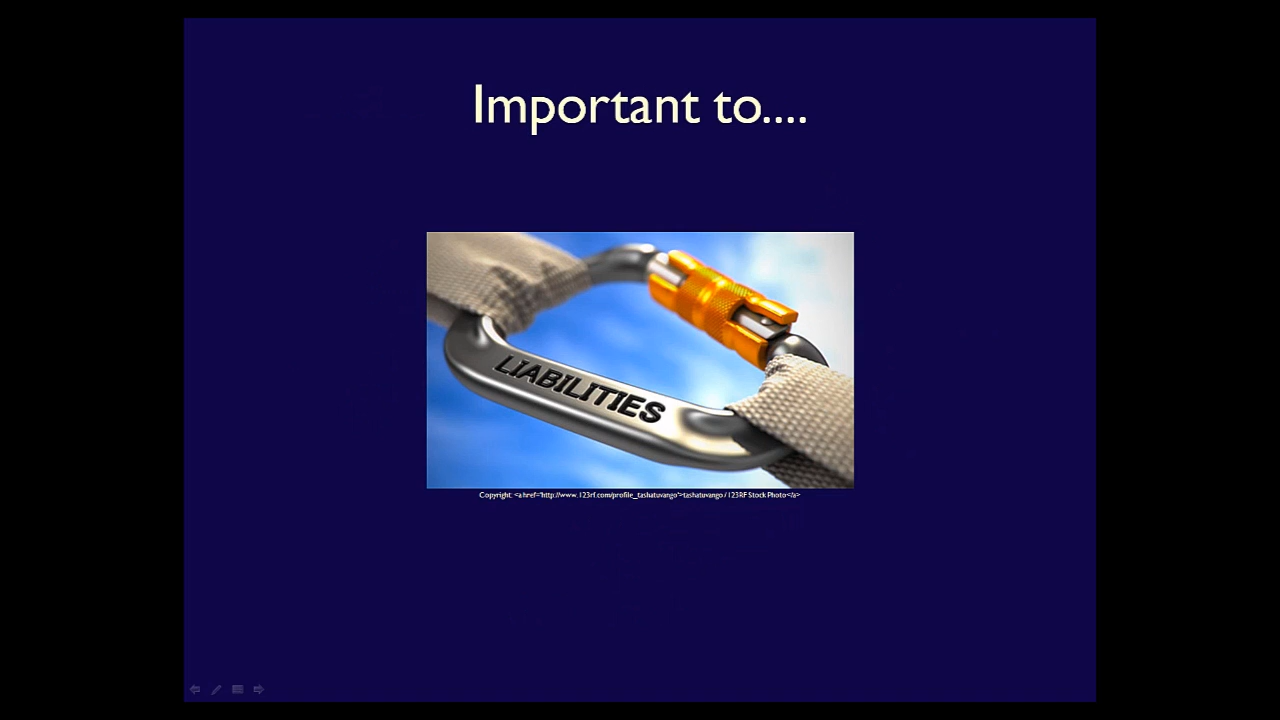 Important to....
LIABILITIES
Copyright: <a href='http://www.123rf.com/profile_tashatuvango'>tashatuvango / 123RF Stock Photo</a>